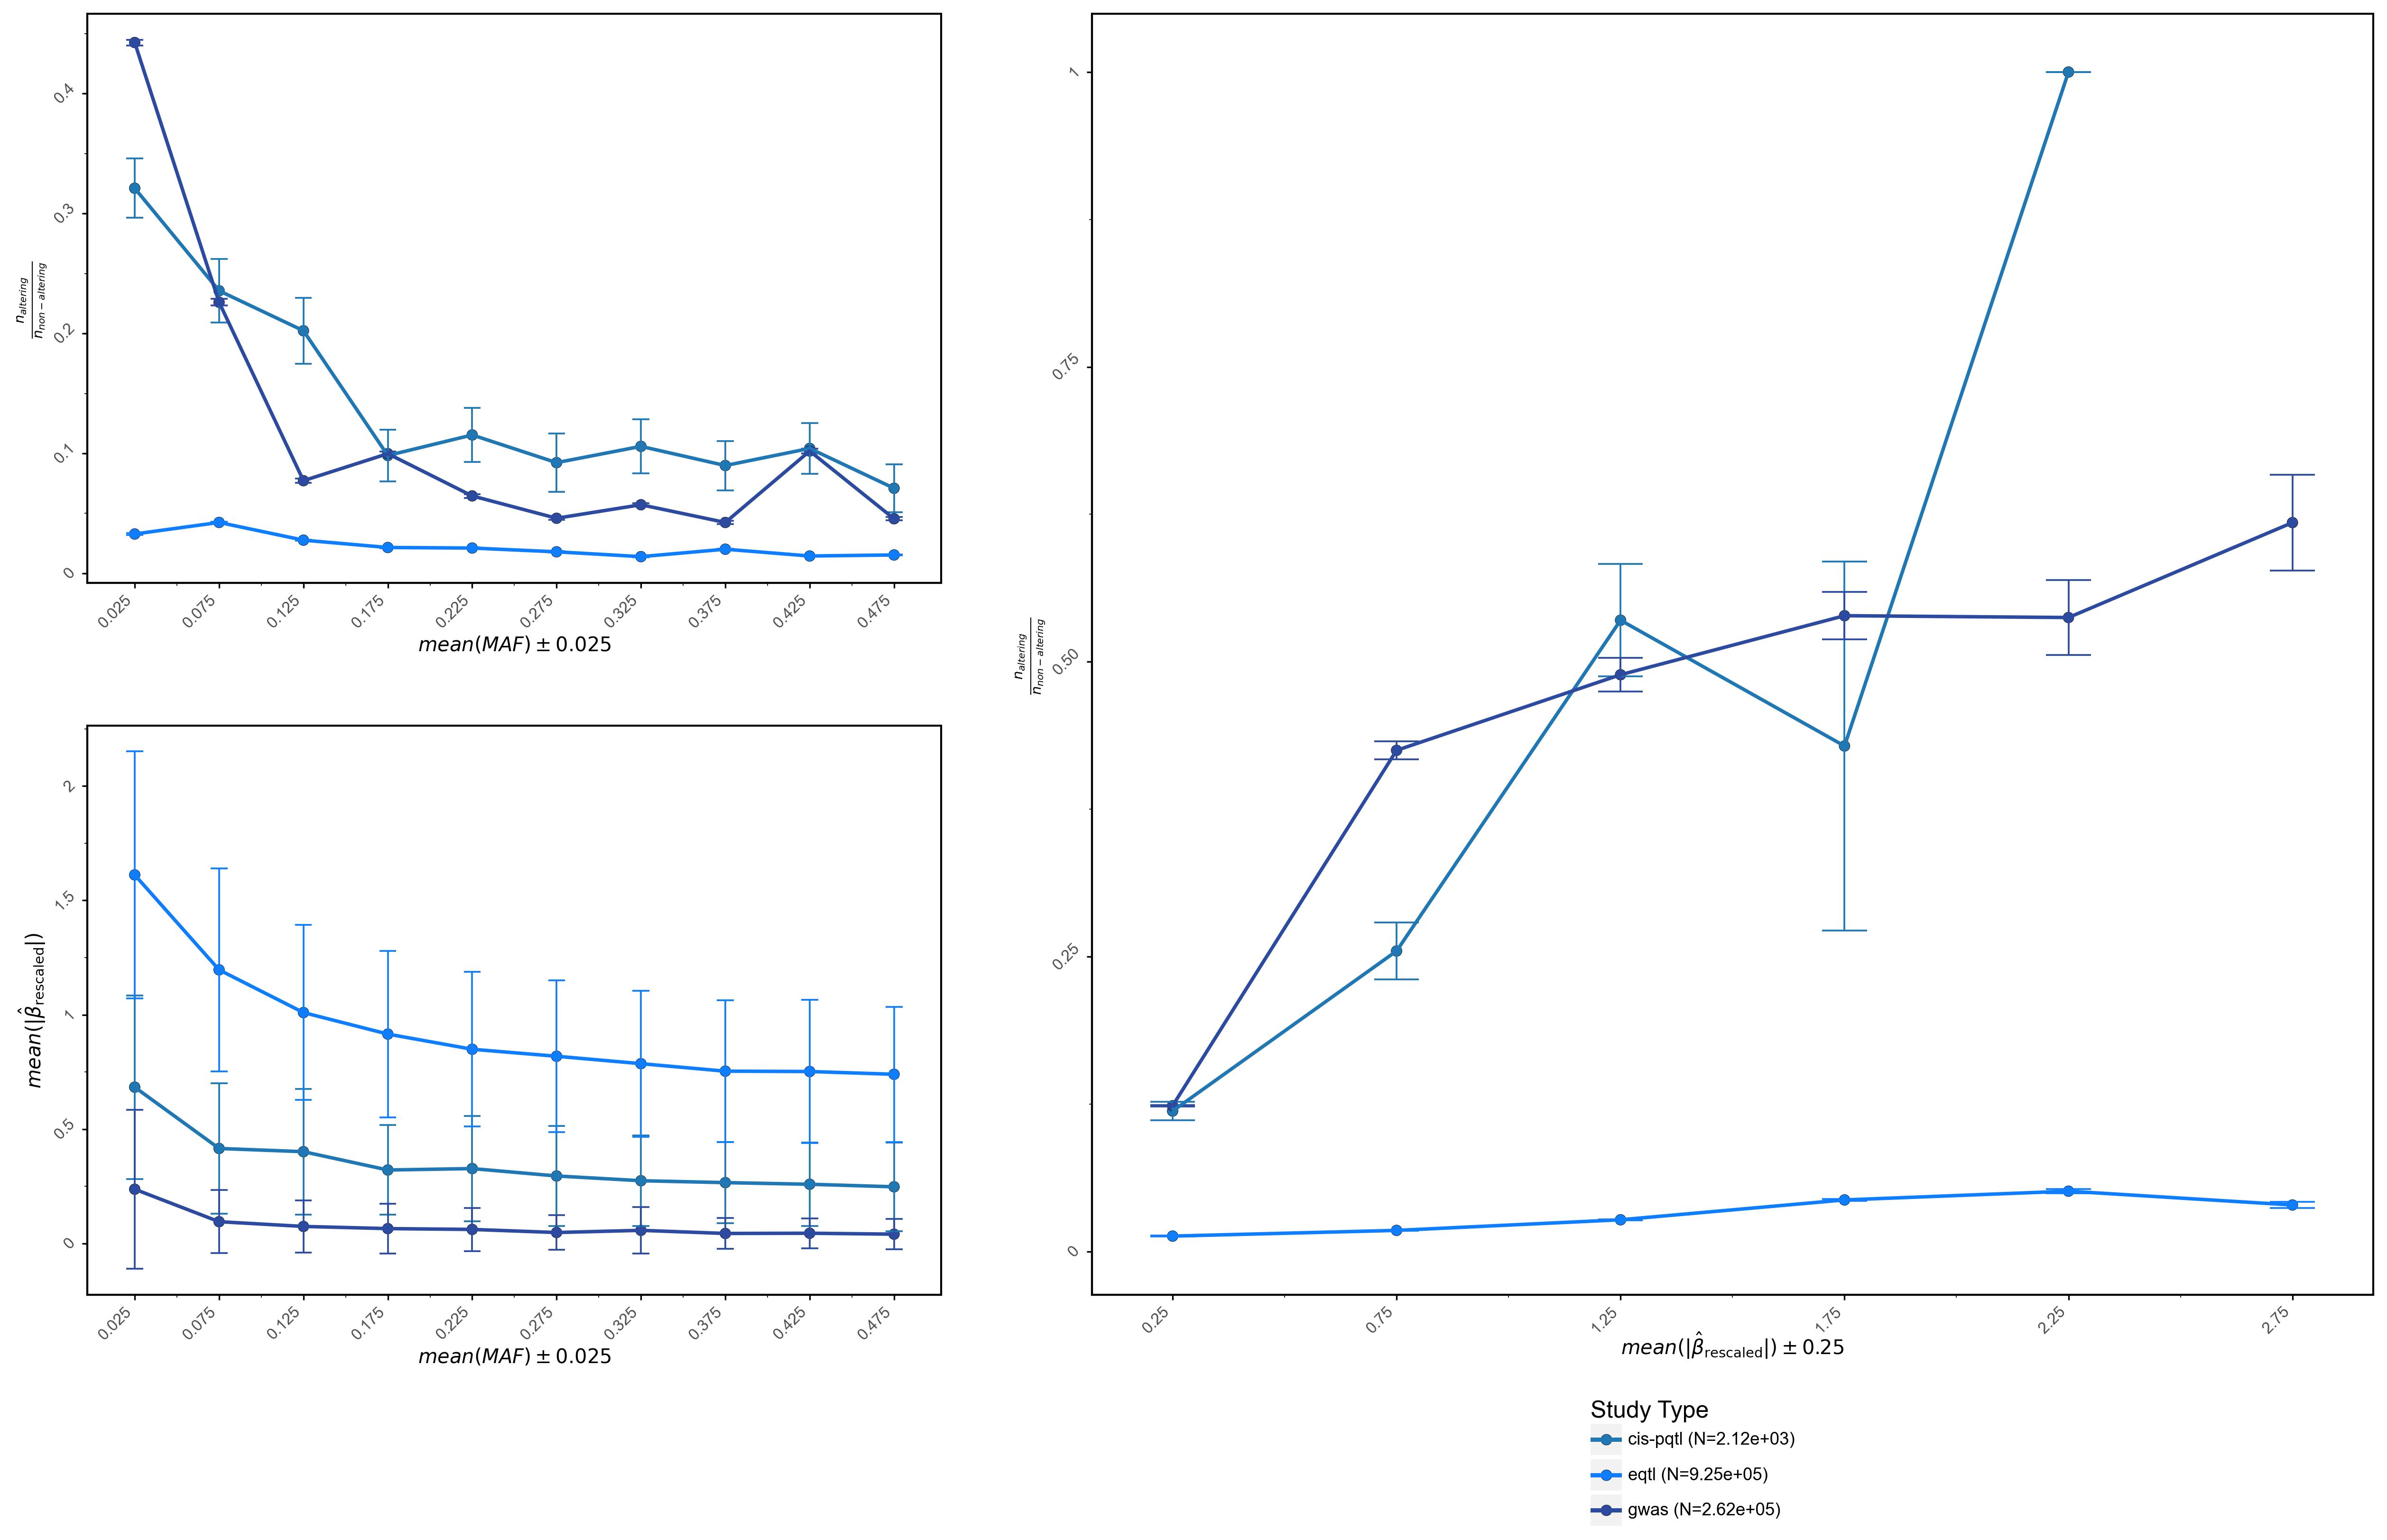 0.4
0.3
0.2
0.1
0
n_altering
n_non − altering
0.025 0.075 0.125 0.175 0.225 0.275 0.325 0.375 0.425 0.475
mean(MAF) ± 0.025
2
1.5
1
0.5
0
mean(|β̂_rescaled|)
0.025 0.075 0.125 0.175 0.225 0.275 0.325 0.375 0.425 0.475
mean(MAF) ± 0.025
1
0.75
0.50
0.25
0
n_altering
n_non − altering
0.25 0.75 1.25 1.75 2.25 2.75
mean(|β̂_rescaled|) ± 0.25
Study Type
cis-pqtl (N=2.12e+03)
eqtl (N=9.25e+05)
gwas (N=2.62e+05)